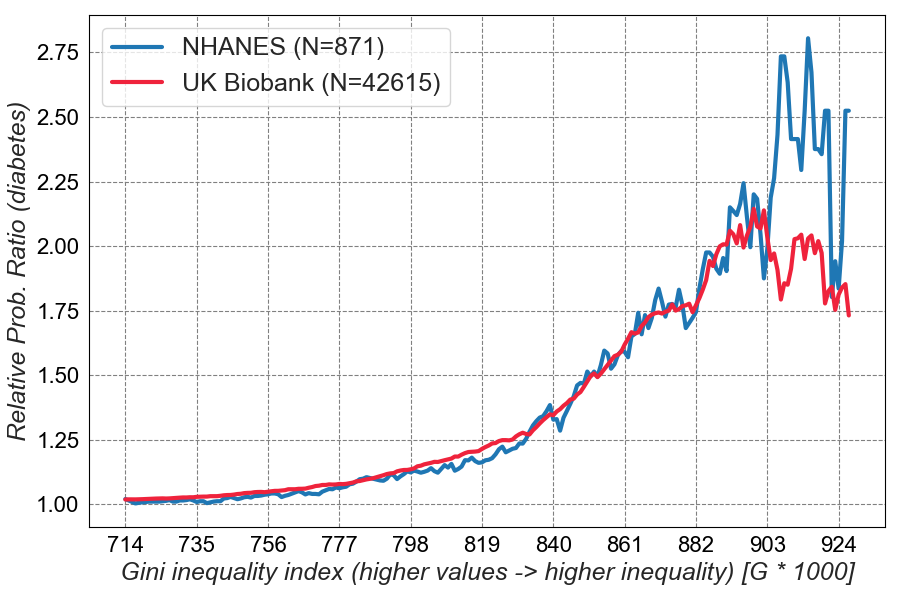 NHANES (N=871)
UK Biobank (N=42615)
Relative Prob. Ratio (diabetes)
2.75
2.50
2.25
2.00
1.75
1.50
1.25
1.00
714 735 756 777 798 819 840 861 882 903 924
Gini inequality index (higher values -> higher inequality) [G * 1000]